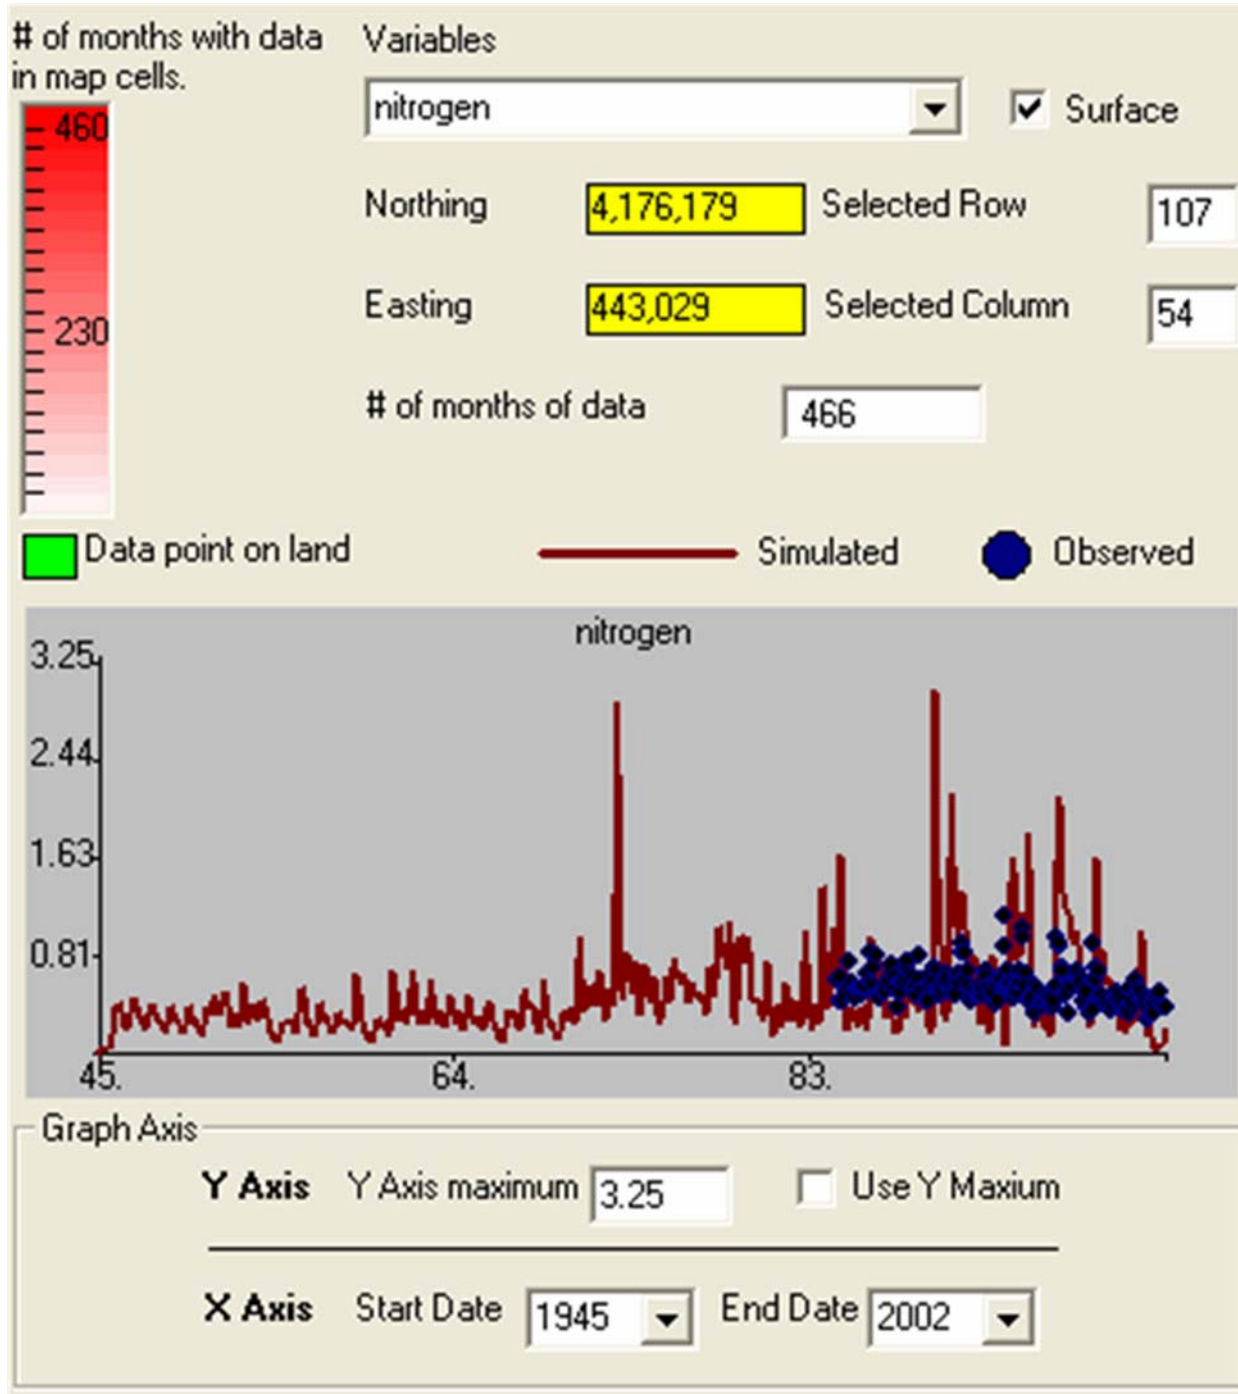 # of months with data
in map cells.
Variables
460
230
nitrogen
Surface
Northing 4,176,179 Selected Row 107
Easting 443,029 Selected Column 54
# of months of data 466
Data point on land Simulated Observed
nitrogen
3.25
2.44
1.63
0.81
45. 64. 83.
Graph Axis
Y Axis Y Axis maximum 3.25 Use Y Maxium
X Axis Start Date 1945 End Date 2002